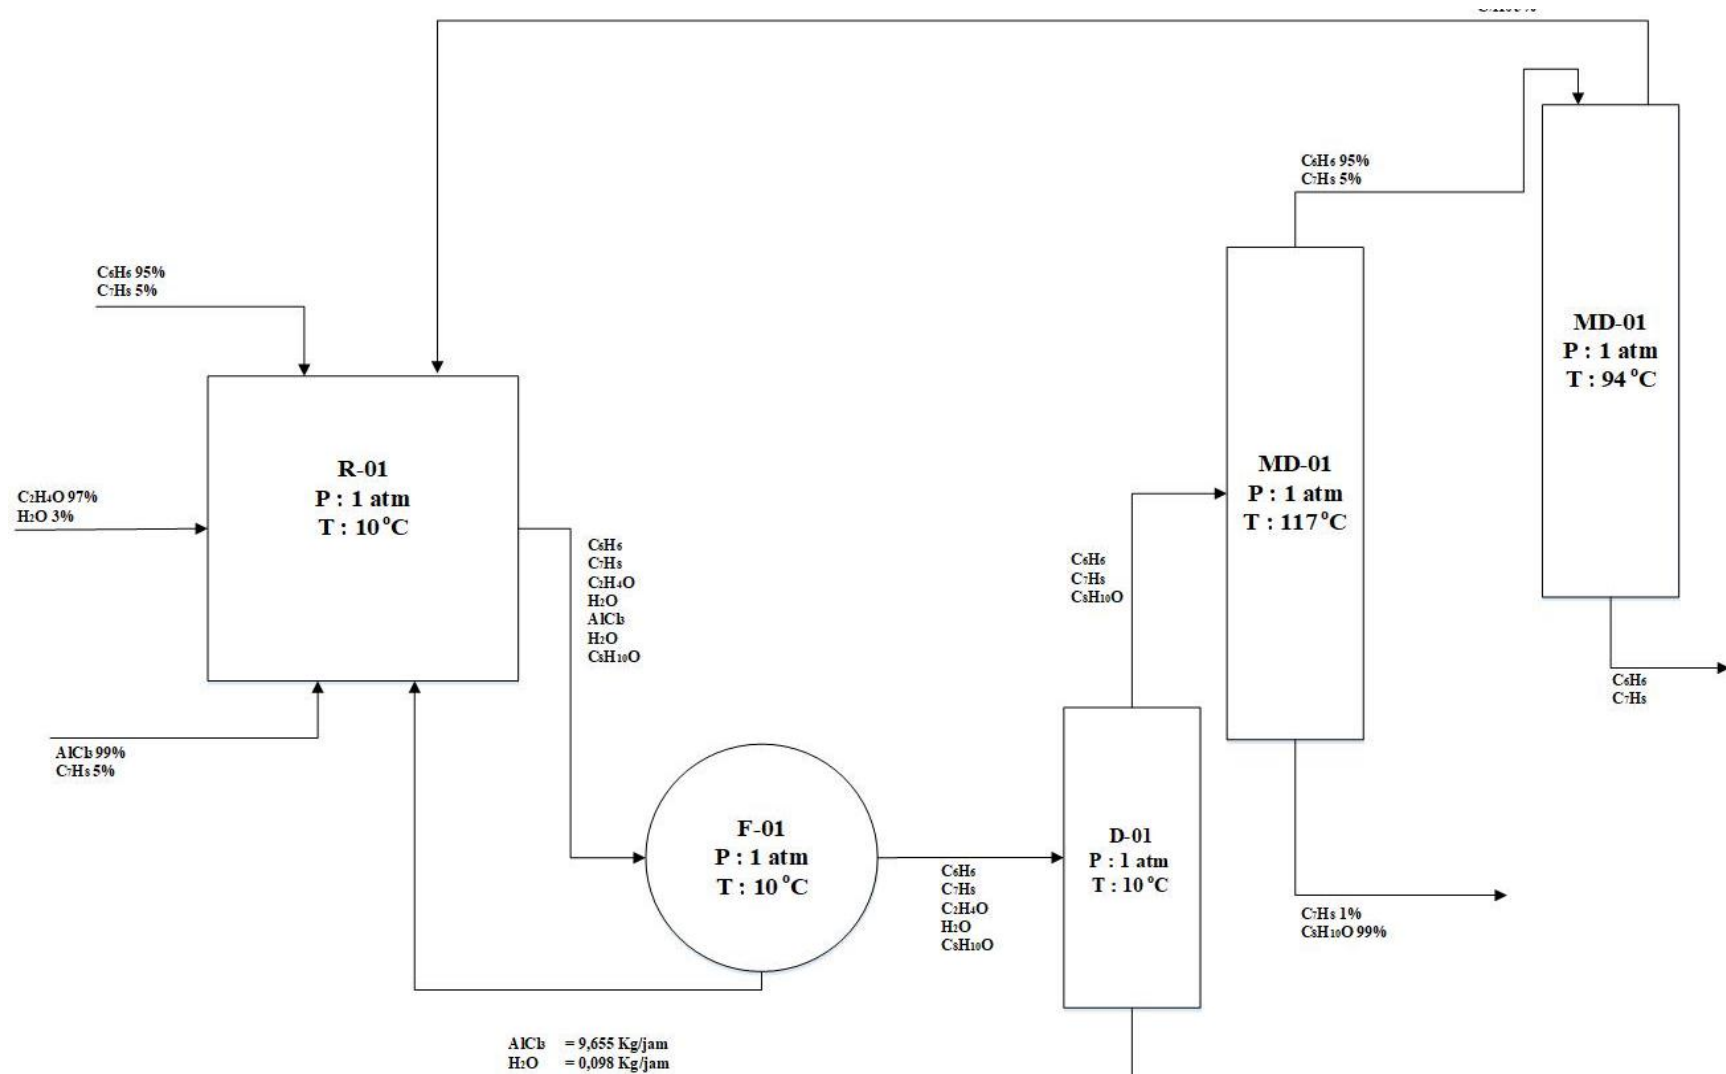 C₆H₆ 95%
C₇H₈ 5%
C₂H₄O 97%
H₂O 3%
R-01
P : 1 atm
T : 10 °C
AlCl₃ 99%
C₇H₈ 5%
C₆H₆
C₇H₈
C₂H₄O
H₂O
AlCl₃
H₂O
C₈H₁₀O
F-01
P : 1 atm
T : 10 °C
AlCl₃ = 9,655 Kg/jam
H₂O = 0,098 Kg/jam
C₆H₆
C₇H₈
C₂H₄O
H₂O
C₈H₁₀O
D-01
P : 1 atm
T : 10 °C
C₆H₆
C₇H₈
C₈H₁₀O
MD-01
P : 1 atm
T : 117 °C
C₆H₆ 95%
C₇H₈ 5%
C₇H₈ 1%
C₈H₁₀O 99%
MD-01
P : 1 atm
T : 94 °C
C₆H₆
C₇H₈